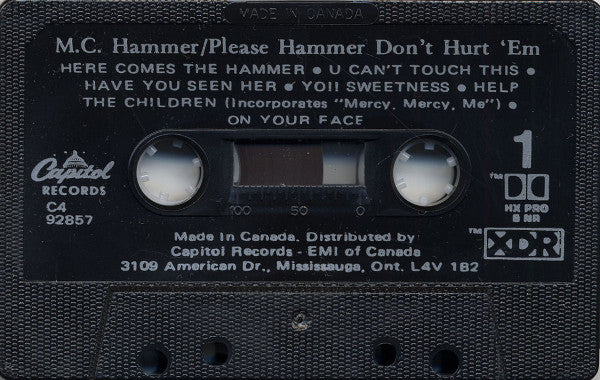 MADE IN CANADA
M.C. Hammer/Please Hammer Don't Hurt 'Em
HERE COMES THE HAMMER • U CAN'T TOUCH THIS •
HAVE YOU SEEN HER • YO!! SWEETNESS • HELP
THE CHILDREN (Incorporates "Mercy, Mercy, Me") •
ON YOUR FACE
Capitol
RECORDS
C4
92857
1
100 50 0
TM
HX PRO
B NR
TM
XDR
Made In Canada. Distributed by
Capitol Records - EMI of Canada
3109 American Dr., Mississauga, Ont. L4V 1B2